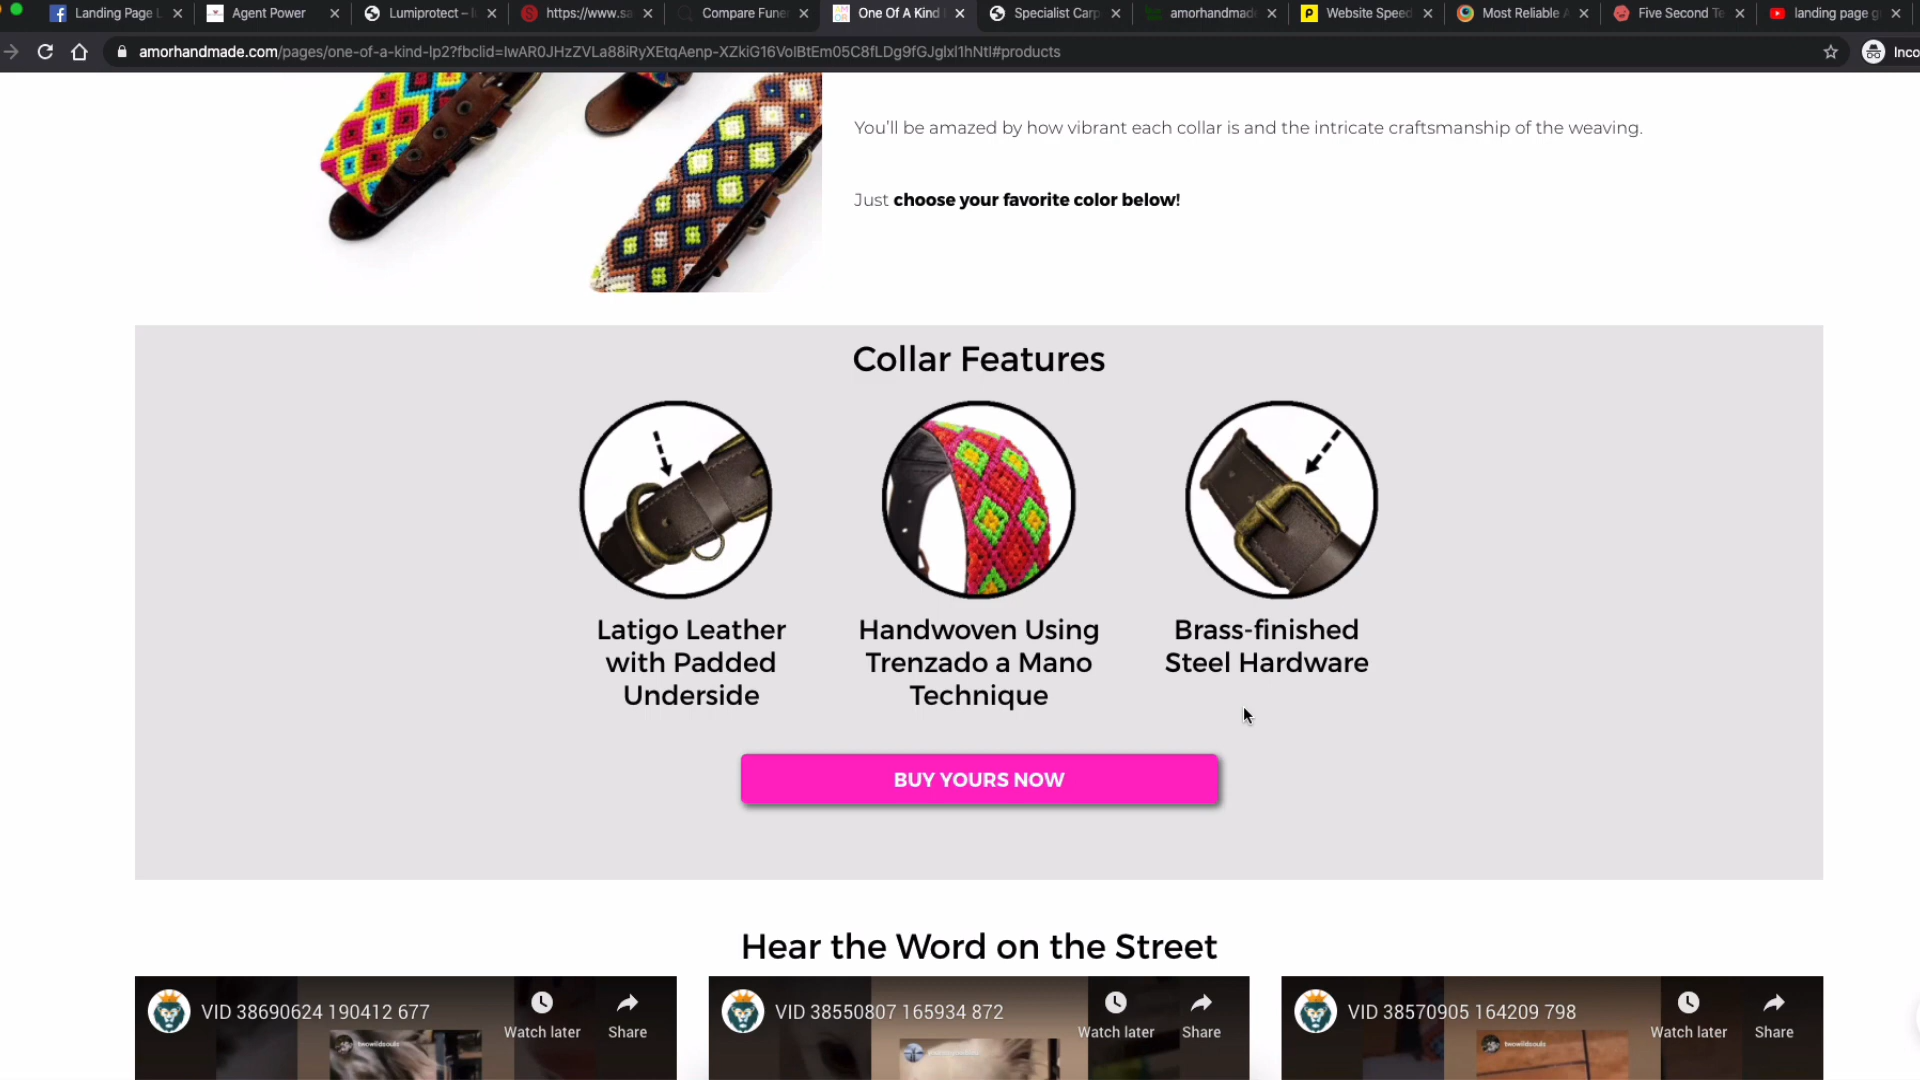 Landing Page L
Agent Power
Lumiprotect –
https://www.sa
Compare Fune
One Of A Kind
Specialist Carp
amorhandmad
Website Speed
Most Reliable A
Five Second Te
landing page g
amorhandmade.com/pages/one-of-a-kind-lp2?fbclid=IwAR0JHzZVLa88iRyXEtqAenp-XZkiG16VolBtEm05C8fLDg9fGJglxl1hNtI#products
Inco
You'll be amazed by how vibrant each collar is and the intricate craftsmanship of the weaving.
Just choose your favorite color below!
Collar Features
Latigo Leather
with Padded
Underside
Handwoven Using
Trenzado a Mano
Technique
Brass-finished
Steel Hardware
BUY YOURS NOW
Hear the Word on the Street
VID 38690624 190412 677
Watch later
Share
VID 38550807 165934 872
Watch later
Share
VID 38570905 164209 798
Watch later
Share
twowildsouls
twowildsouls